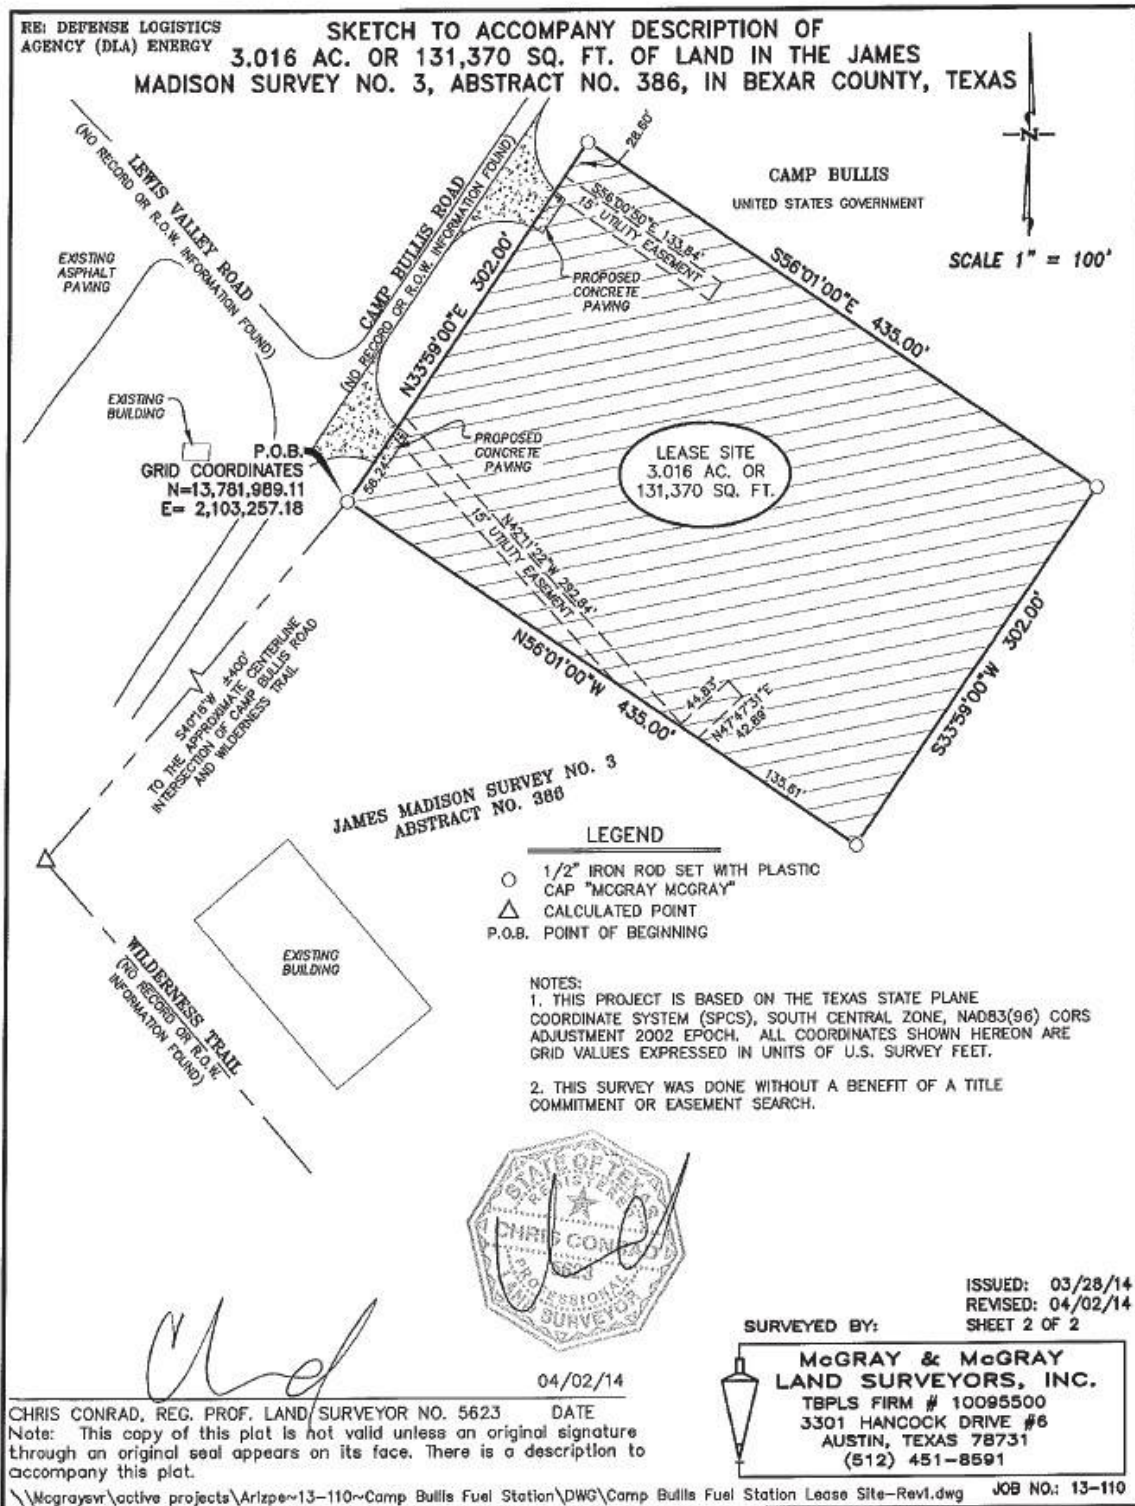 RE: DEFENSE LOGISTICS
AGENCY (DLA) ENERGY
SKETCH TO ACCOMPANY DESCRIPTION OF
3.016 AC. OR 131,370 SQ. FT. OF LAND IN THE JAMES
MADISON SURVEY NO. 3, ABSTRACT NO. 386, IN BEXAR COUNTY, TEXAS
N
SCALE 1" = 100'
CAMP BULLIS
UNITED STATES GOVERNMENT
LEWIS VALLEY ROAD
(NO RECORD OR R.O.W. INFORMATION FOUND)
CAMP BULLIS ROAD
(NO RECORD OR R.O.W. INFORMATION FOUND)
28.60'
S56°0'50"E 133.84'
15' UTILITY EASEMENT
S56°01'00"E 435.00'
EXISTING
ASPHALT
PAVING
PROPOSED
CONCRETE
PAVING
N33°59'00"E 302.00'
EXISTING
BUILDING
PROPOSED
CONCRETE
PAVING
LEASE SITE
3.016 AC. OR
131,370 SQ. FT.
P.O.B.
GRID COORDINATES
N=13,781,989.11
E= 2,103,257.18
56.24'
N42°11'22"W 292.84'
15' UTILITY EASEMENT
N56°01'00"W 435.00'
S33°59'00"W 302.00'
44.83'
N47°47'31"E
42.89'
135.61'
S40°16'W ±400'
TO THE APPROXIMATE CENTERLINE
INTERSECTION OF CAMP BULLIS ROAD
AND WILDERNESS TRAIL
JAMES MADISON SURVEY NO. 3
ABSTRACT NO. 386
LEGEND
1/2" IRON ROD SET WITH PLASTIC
CAP "MCGRAY MCGRAY"
CALCULATED POINT
P.O.B. POINT OF BEGINNING
EXISTING
BUILDING
WILDERNESS TRAIL
(NO RECORD OR R.O.W.
INFORMATION FOUND)
NOTES:
1. THIS PROJECT IS BASED ON THE TEXAS STATE PLANE
COORDINATE SYSTEM (SPCS), SOUTH CENTRAL ZONE, NAD83(96) CORS
ADJUSTMENT 2002 EPOCH. ALL COORDINATES SHOWN HEREON ARE
GRID VALUES EXPRESSED IN UNITS OF U.S. SURVEY FEET.
2. THIS SURVEY WAS DONE WITHOUT A BENEFIT OF A TITLE
COMMITMENT OR EASEMENT SEARCH.
STATE OF TEXAS
REGISTERED
CHRIS CONRAD
5623
PROFESSIONAL
LAND SURVEYOR
ISSUED: 03/28/14
REVISED: 04/02/14
SHEET 2 OF 2
SURVEYED BY:
McGRAY & McGRAY
LAND SURVEYORS, INC.
TBPLS FIRM # 10095500
3301 HANCOCK DRIVE #6
AUSTIN, TEXAS 78731
(512) 451-8591
04/02/14
CHRIS CONRAD, REG. PROF. LAND SURVEYOR NO. 5623 DATE
Note: This copy of this plat is not valid unless an original signature
through an original seal appears on its face. There is a description to
accompany this plat.
\\Mcgraysvr\active projects\Arizpe~13-110~Camp Bullis Fuel Station\DWG\Camp Bullis Fuel Station Lease Site-Rev1.dwg JOB NO.: 13-110